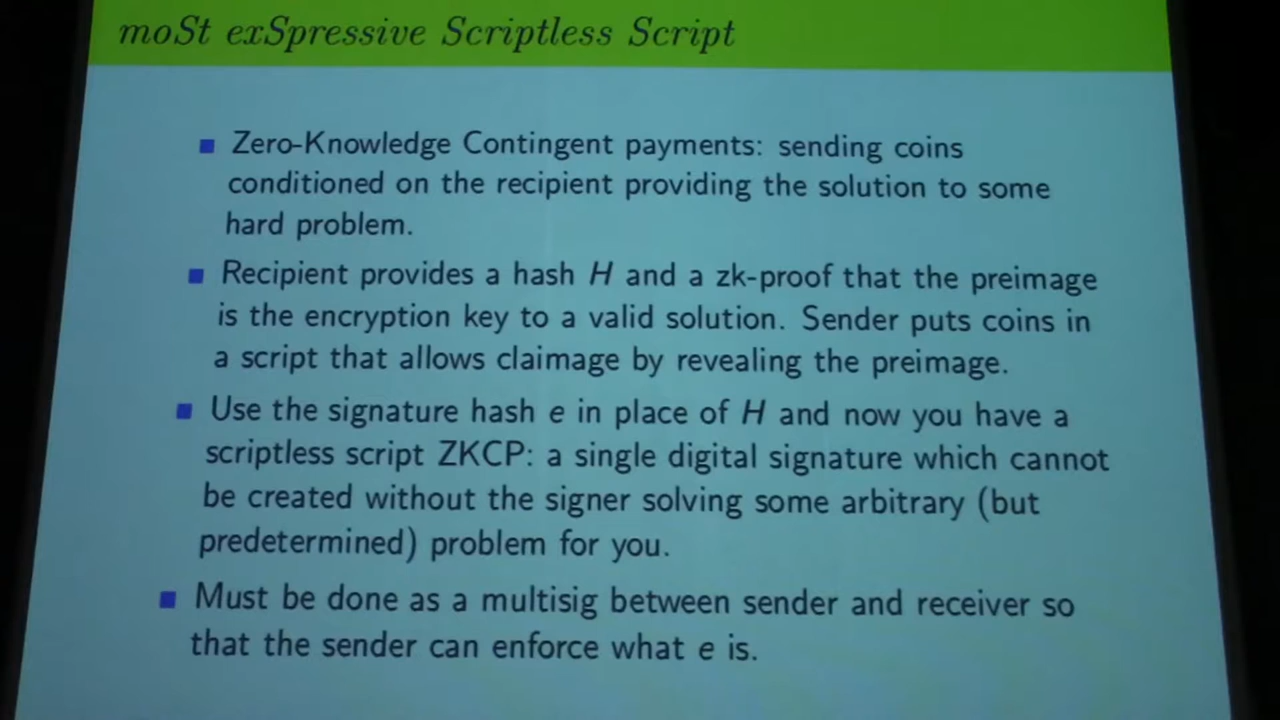 moSt exSpressive Scriptless Script
Zero-Knowledge Contingent payments: sending coins
conditioned on the recipient providing the solution to some
hard problem.
Recipient provides a hash H and a zk-proof that the preimage
is the encryption key to a valid solution. Sender puts coins in
a script that allows claimage by revealing the preimage.
Use the signature hash e in place of H and now you have a
scriptless script ZKCP: a single digital signature which cannot
be created without the signer solving some arbitrary (but
predetermined) problem for you.
Must be done as a multisig between sender and receiver so
that the sender can enforce what e is.